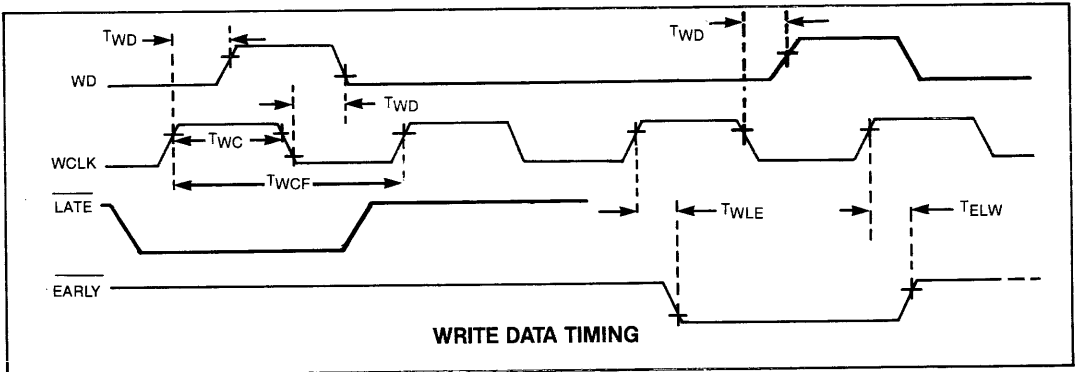 TWD
TWD
WD
TWD
TWC
WCLK
TWCF
LATE
TWLE
TELW
EARLY
WRITE DATA TIMING